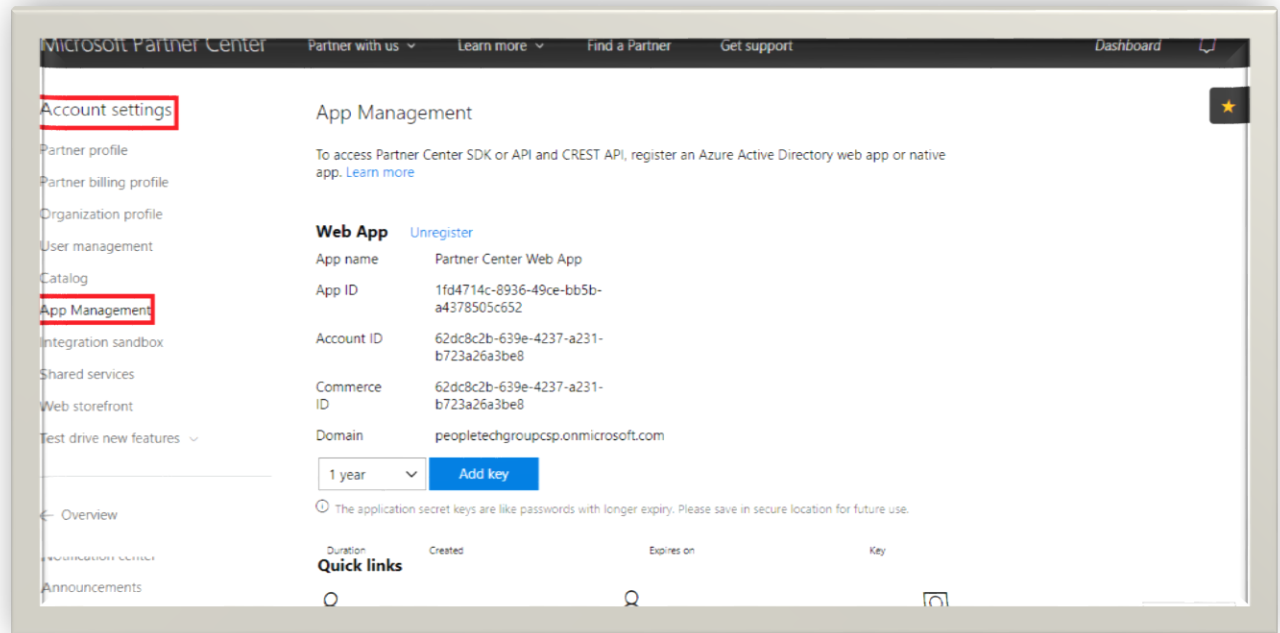 Microsoft Partner Center
Partner with us
Learn more
Find a Partner
Get support
Dashboard
Account settings
Partner profile
Partner billing profile
Organization profile
User management
Catalog
App Management
Integration sandbox
Shared services
Web storefront
Test drive new features
Overview
Notification center
Announcements
App Management
To access Partner Center SDK or API and CREST API, register an Azure Active Directory web app or native
app. Learn more
Web App Unregister
App name Partner Center Web App
App ID 1fd4714c-8936-49ce-bb5b-
a4378505c652
Account ID 62dc8c2b-639e-4237-a231-
b723a26a3be8
Commerce 62dc8c2b-639e-4237-a231-
ID b723a26a3be8
Domain peopletechgroupcsp.onmicrosoft.com
1 year Add key
The application secret keys are like passwords with longer expiry. Please save in secure location for future use.
Duration Created Expires on Key
Quick links